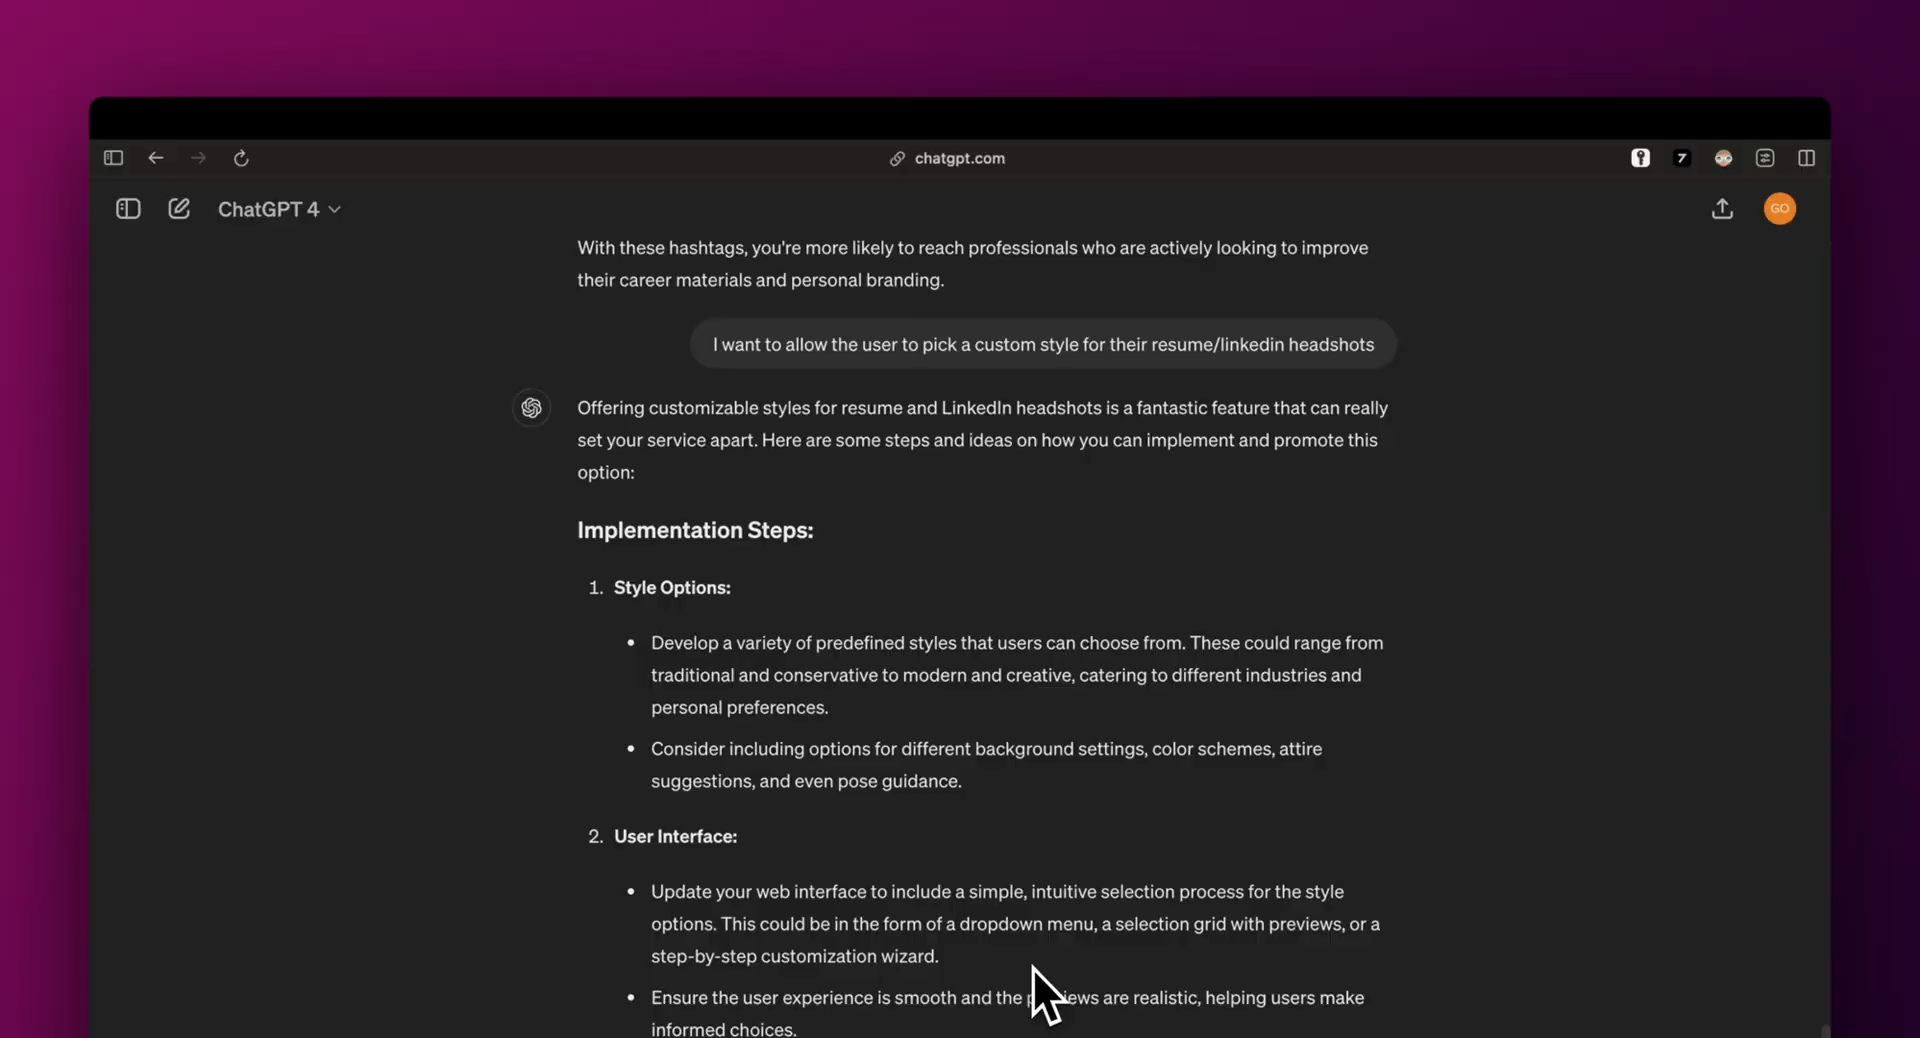 chatgpt.com
7
ChatGPT 4
GO
With these hashtags, you're more likely to reach professionals who are actively looking to improve
their career materials and personal branding.
I want to allow the user to pick a custom style for their resume/linkedin headshots
Offering customizable styles for resume and LinkedIn headshots is a fantastic feature that can really
set your service apart. Here are some steps and ideas on how you can implement and promote this
option:
Implementation Steps:
1. Style Options:
• Develop a variety of predefined styles that users can choose from. These could range from
traditional and conservative to modern and creative, catering to different industries and
personal preferences.
• Consider including options for different background settings, color schemes, attire
suggestions, and even pose guidance.
2. User Interface:
• Update your web interface to include a simple, intuitive selection process for the style
options. This could be in the form of a dropdown menu, a selection grid with previews, or a
step-by-step customization wizard.
• Ensure the user experience is smooth and the previews are realistic, helping users make
informed choices.